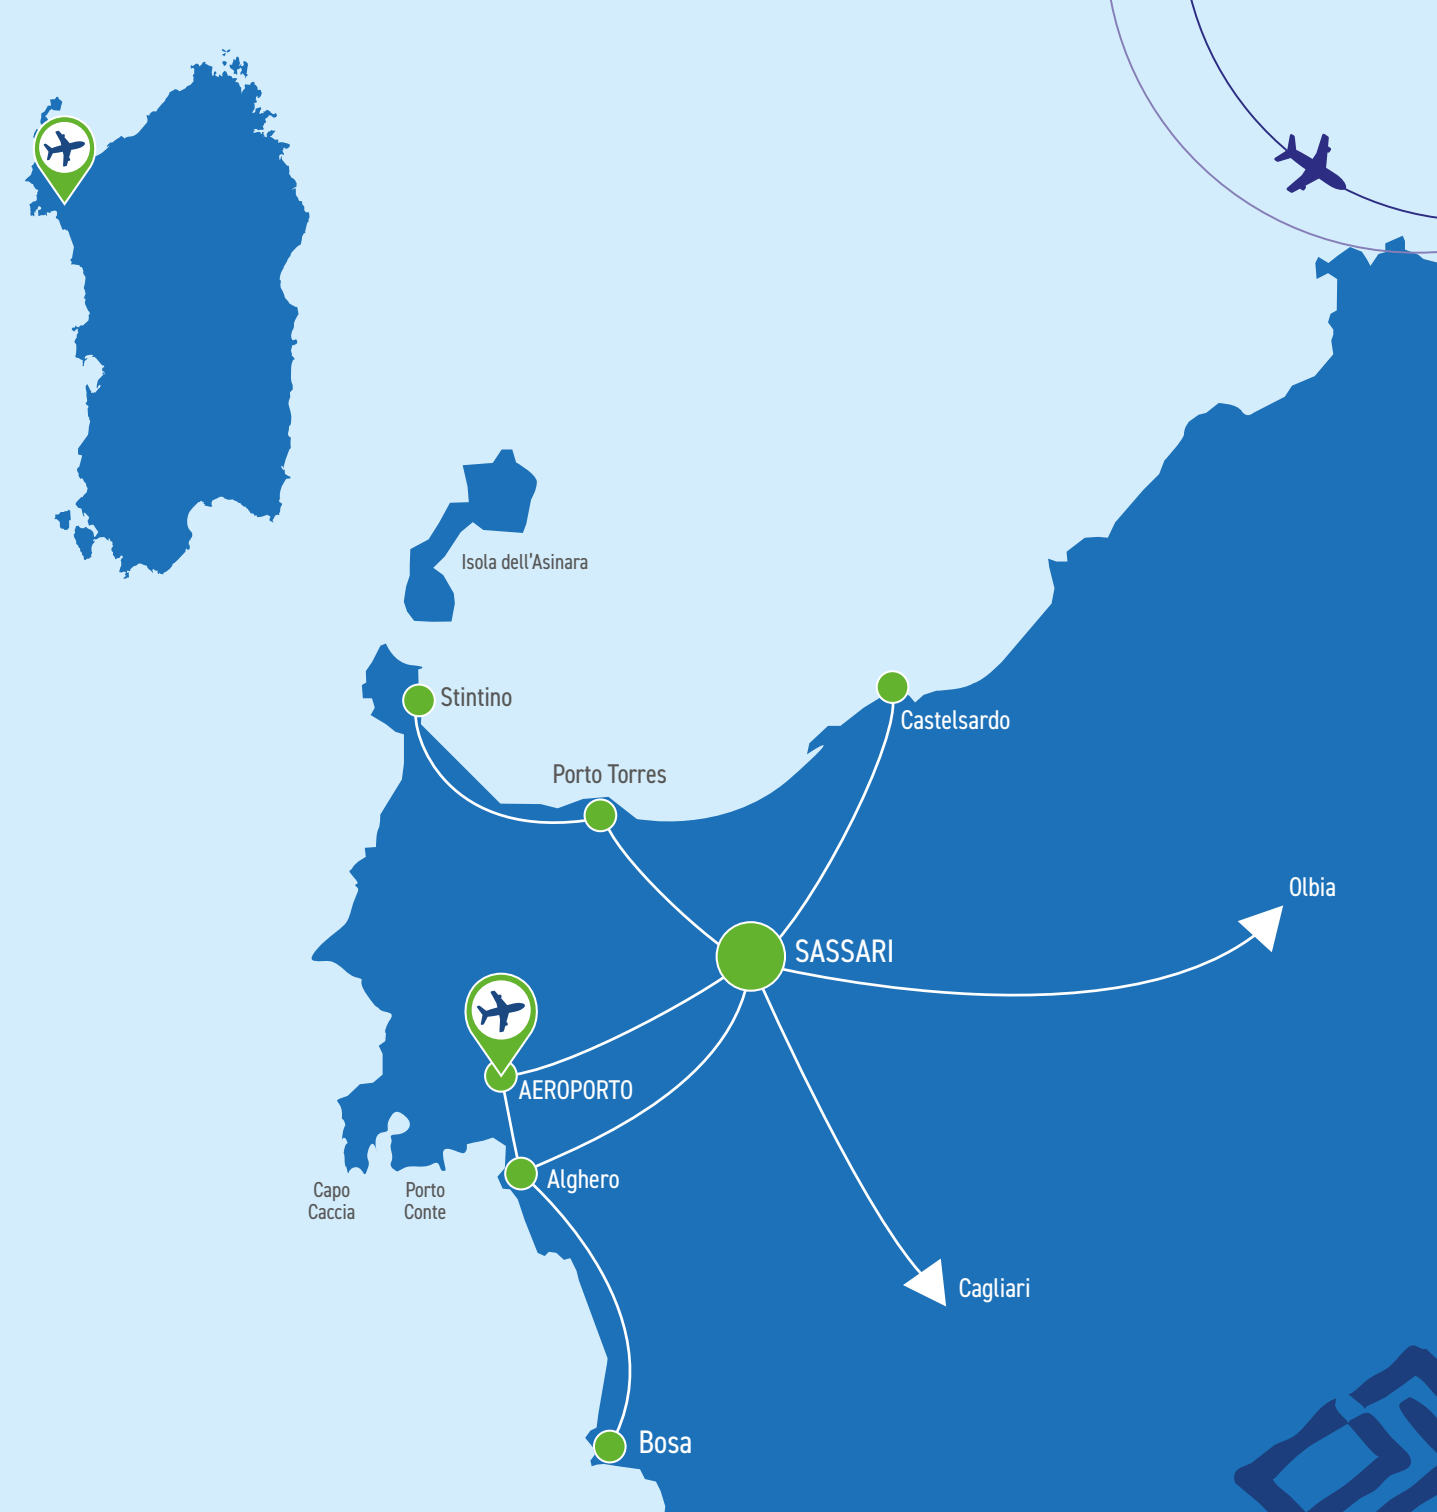 Isola dell'Asinara
Stintino
Castelsardo
Porto Torres
Olbia
SASSARI
AEROPORTO
Alghero
Capo
Caccia
Porto
Conte
Cagliari
Bosa